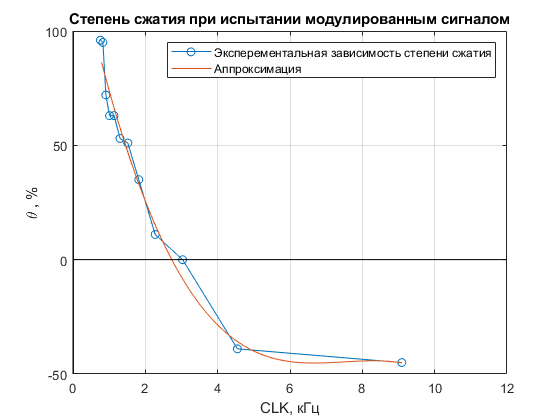 Степень сжатия при испытании модулированным сигналом
Эксперементальная зависимость степени сжатия
Аппроксимация
100
50
0
-50
θ , %
0 2 4 6 8 10 12
CLK, кГц